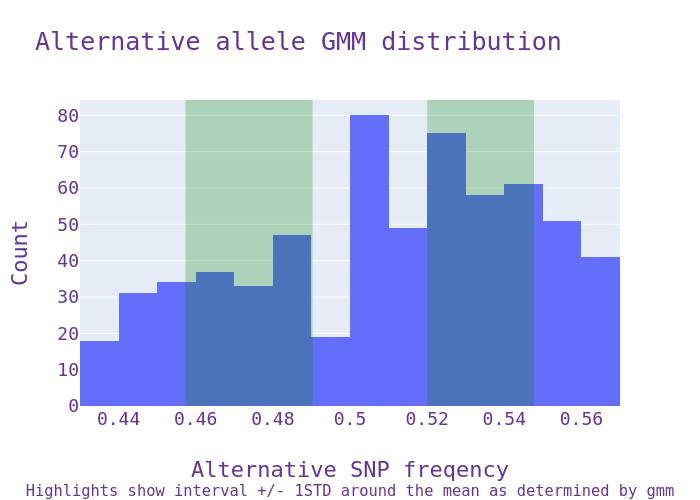 Alternative allele GMM distribution
80
70
60
50
40
30
20
10
0
Count
0.44 0.46 0.48 0.5 0.52 0.54 0.56
Alternative SNP freqency
Highlights show interval +/- 1STD around the mean as determined by gmm